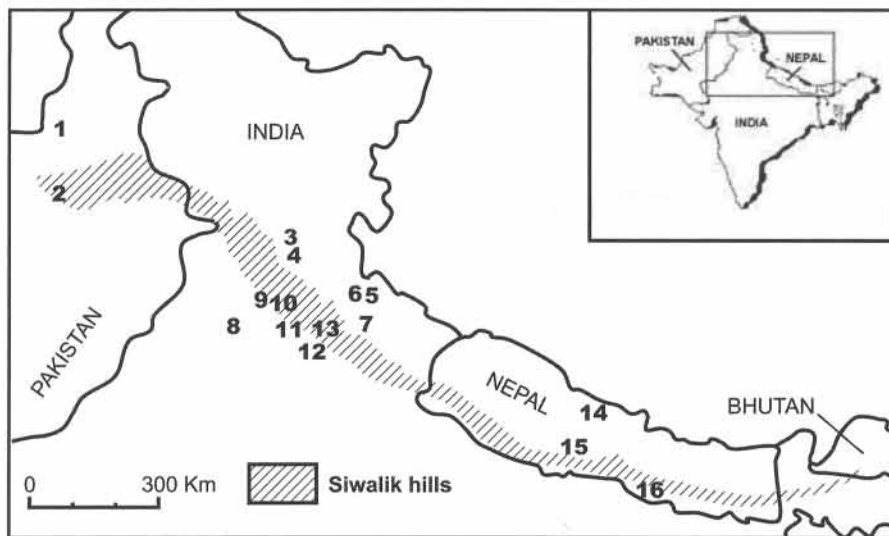 PAKISTAN
NEPAL
INDIA
1
INDIA
2
3
4
6 5
9 10
8 11 13 7
12
PAKISTAN
NEPAL
14
BHUTAN
15
16
0 300 Km
Siwalik hills